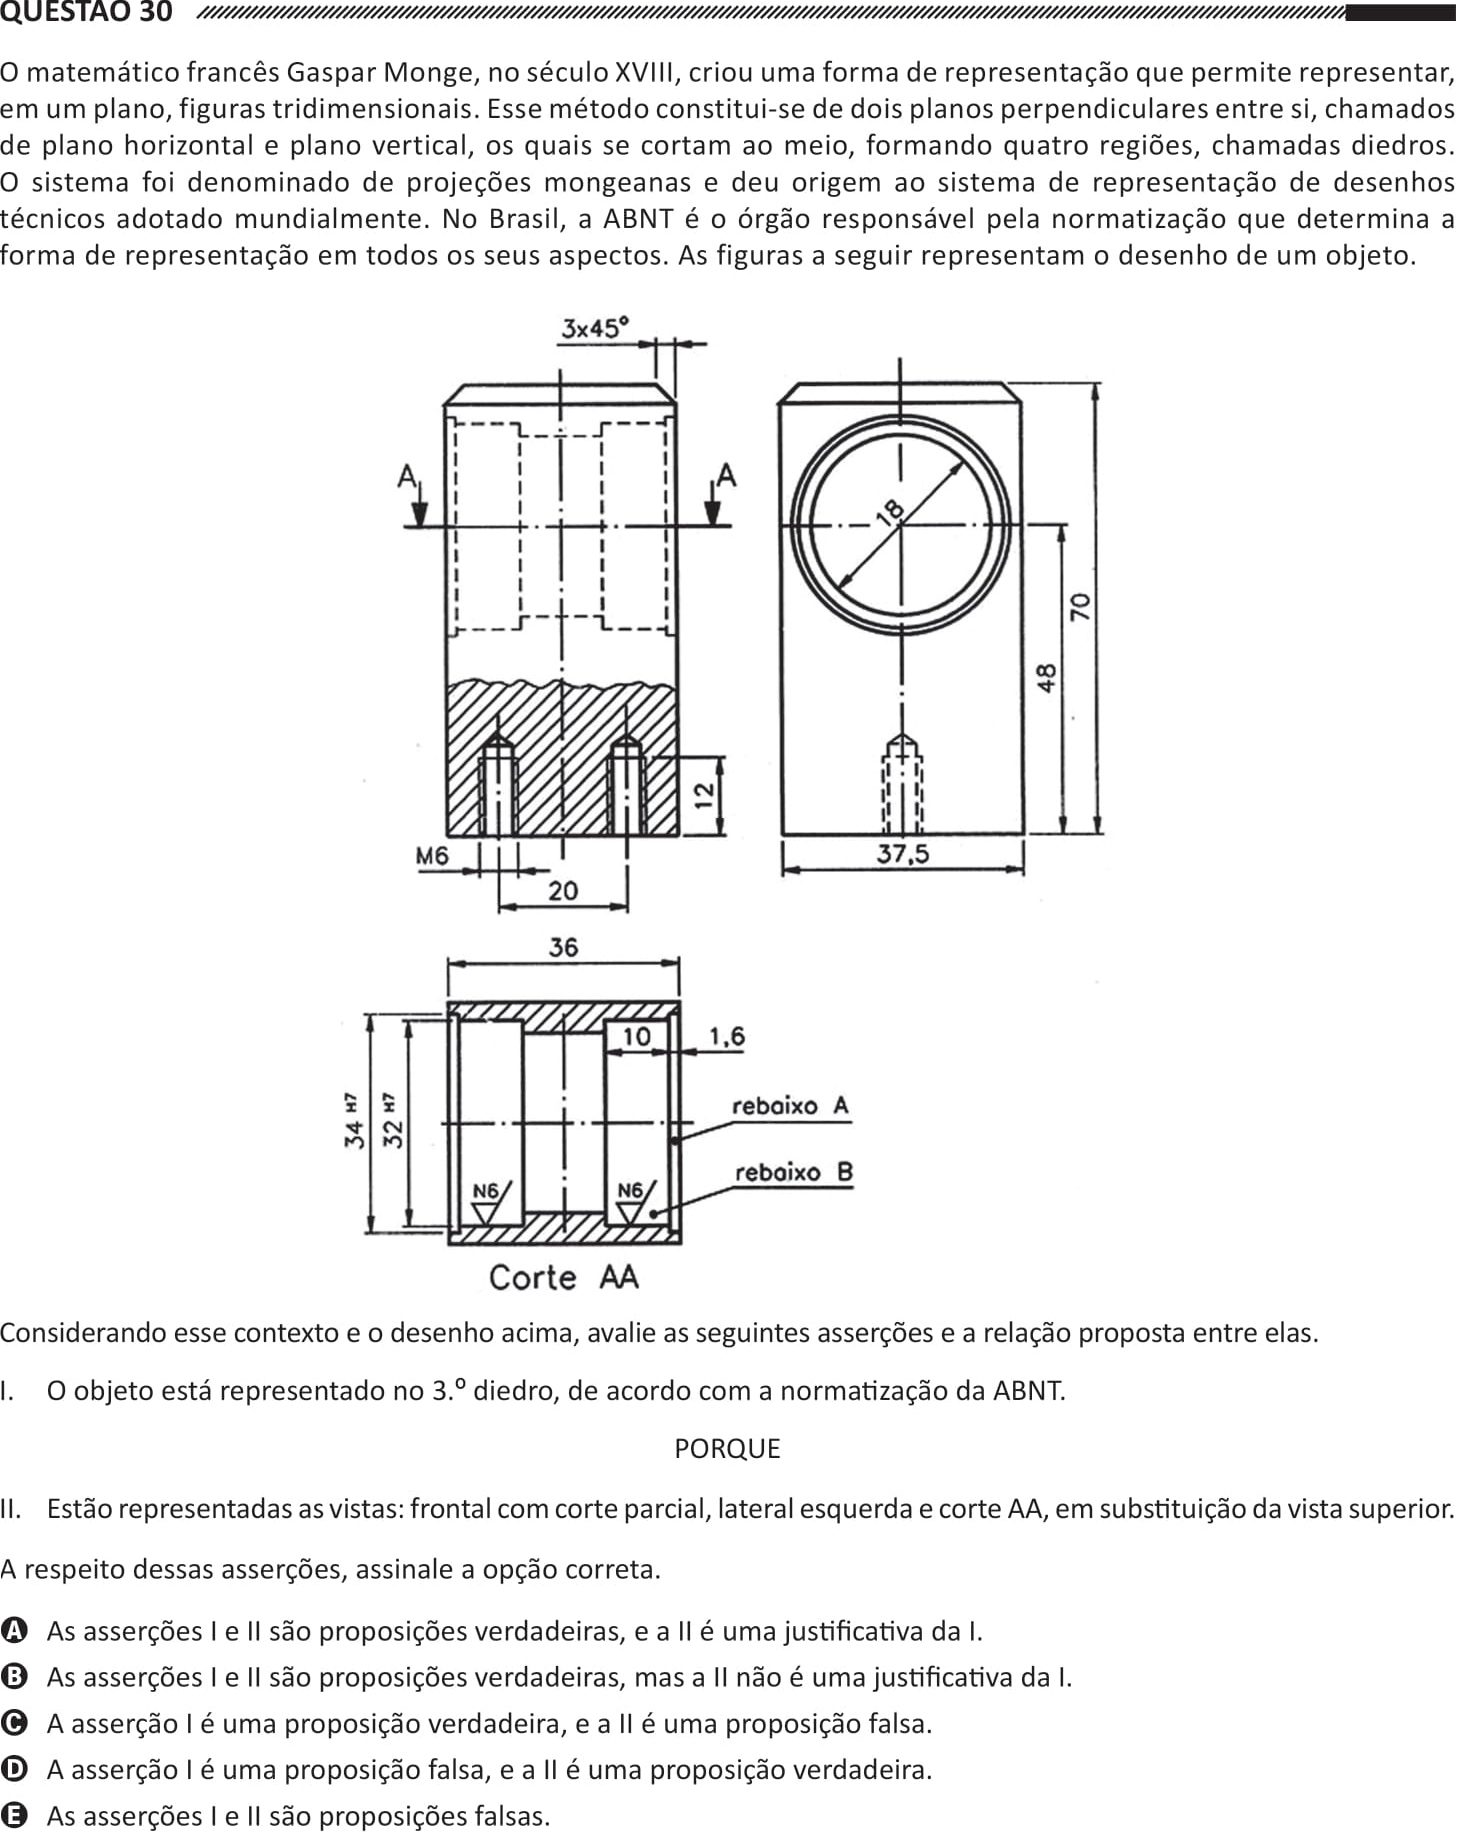 QUESTÃO 30
O matemático francês Gaspar Monge, no século XVIII, criou uma forma de representação que permite representar,
em um plano, figuras tridimensionais. Esse método constitui-se de dois planos perpendiculares entre si, chamados
de plano horizontal e plano vertical, os quais se cortam ao meio, formando quatro regiões, chamadas diedros.
O sistema foi denominado de projeções mongeanas e deu origem ao sistema de representação de desenhos
técnicos adotado mundialmente. No Brasil, a ABNT é o órgão responsável pela normatização que determina a
forma de representação em todos os seus aspectos. As figuras a seguir representam o desenho de um objeto.
3x45°
A
A
18
70
48
12
M6
20
37,5
36
10
1,6
34 H7
32 H7
rebaixo A
rebaixo B
N6
N6
Corte AA
Considerando esse contexto e o desenho acima, avalie as seguintes asserções e a relação proposta entre elas.
I. O objeto está representado no 3.º diedro, de acordo com a normatização da ABNT.
PORQUE
II. Estão representadas as vistas: frontal com corte parcial, lateral esquerda e corte AA, em substituição da vista superior.
A respeito dessas asserções, assinale a opção correta.
A As asserções I e II são proposições verdadeiras, e a II é uma justificativa da I.
B As asserções I e II são proposições verdadeiras, mas a II não é uma justificativa da I.
C A asserção I é uma proposição verdadeira, e a II é uma proposição falsa.
D A asserção I é uma proposição falsa, e a II é uma proposição verdadeira.
E As asserções I e II são proposições falsas.